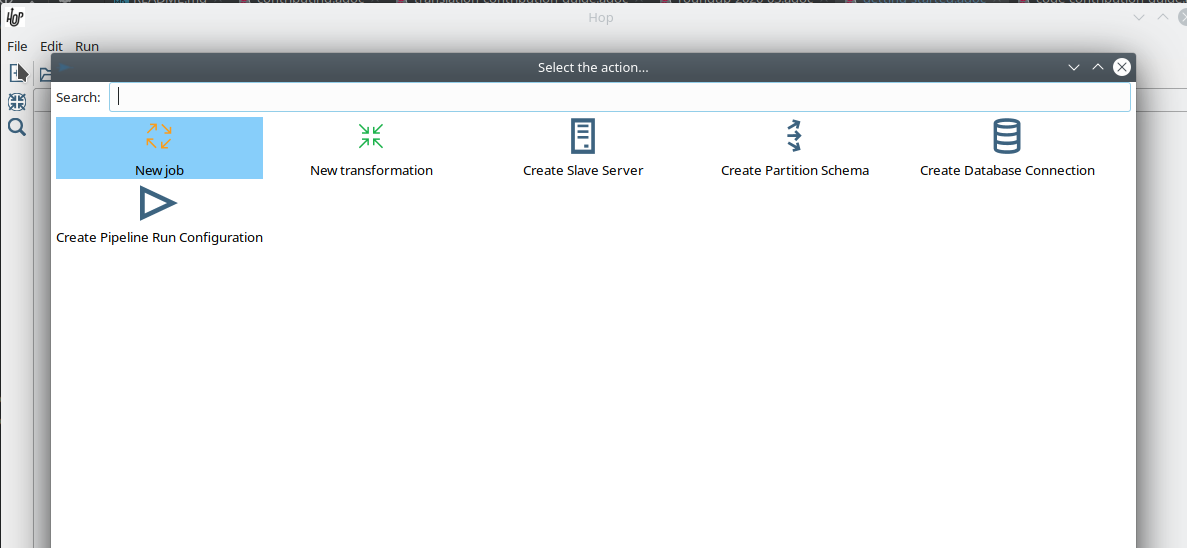 Hop
Hop
File Edit Run
Select the action...
Search:
New job
New transformation
Create Slave Server
Create Partition Schema
Create Database Connection
Create Pipeline Run Configuration